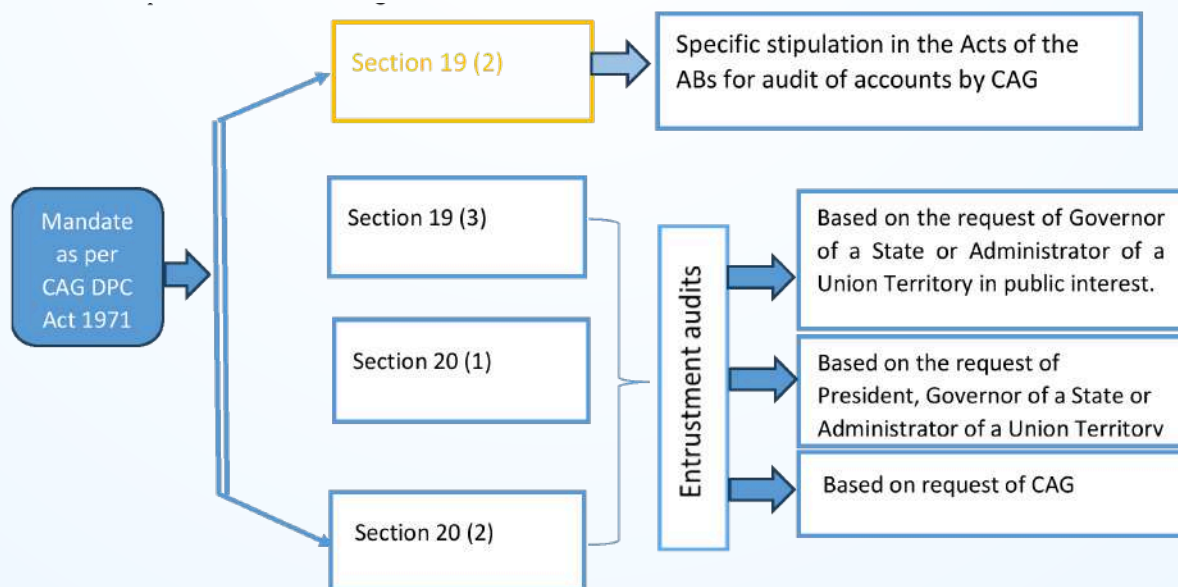 Mandate
as per
CAG DPC
Act 1971
Section 19 (2)
Specific stipulation in the Acts of the
ABs for audit of accounts by CAG
Section 19 (3)
Section 20 (1)
Section 20 (2)
Entrustment audits
Based on the request of Governor
of a State or Administrator of a
Union Territory in public interest.
Based on the request of
President, Governor of a State or
Administrator of a Union Territory
Based on request of CAG